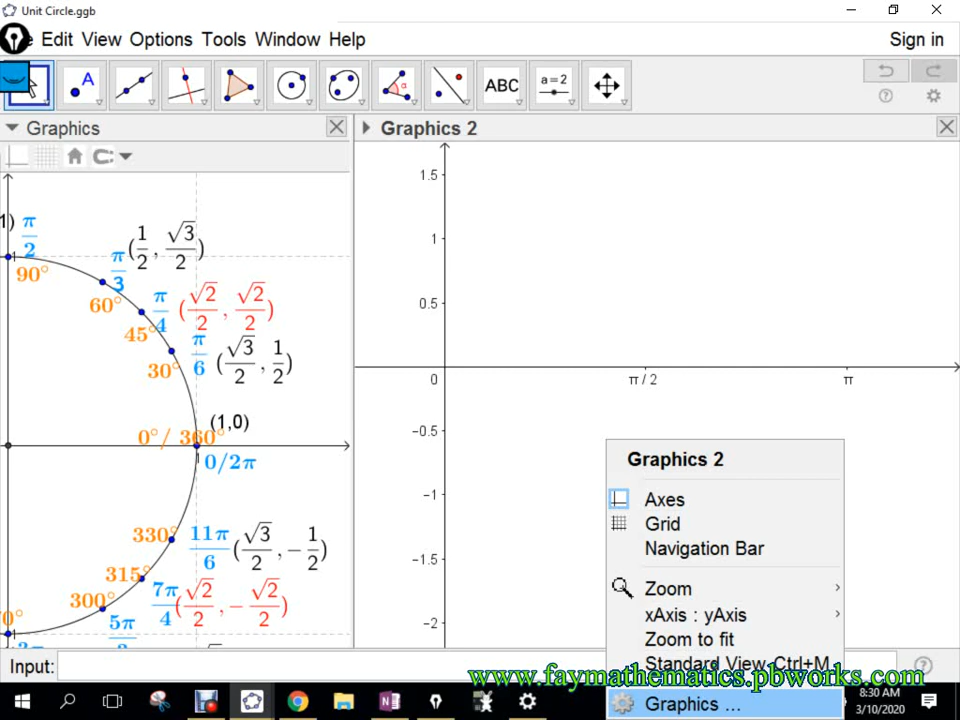 Unit Circle.ggb
Edit View Options Tools Window Help Sign in
A α ABC a = 2
Graphics
Graphics 2
1) π/2 (1/2, √3/2)
90° π/3
60° π/4 (√2/2, √2/2)
45°
30° π/6 (√3/2, 1/2)
(1,0)
0°/ 360°
0/2π
330° 11π/6 (√3/2, −1/2)
315° 7π/4 (√2/2, −√2/2)
300° 5π
1.5
1
0.5
0 π / 2 π
−0.5
−1
−1.5
−2
Graphics 2
Axes
Grid
Navigation Bar
Zoom
xAxis : yAxis
Zoom to fit
Standard View Ctrl+M
Graphics ...
Input:
www.faymathematics.pbworks.com
8:30 AM
3/10/2020